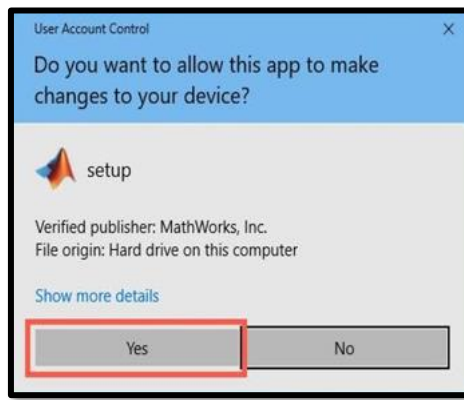 User Account Control
Do you want to allow this app to make
changes to your device?
setup
Verified publisher: MathWorks, Inc.
File origin: Hard drive on this computer
Show more details
Yes
No